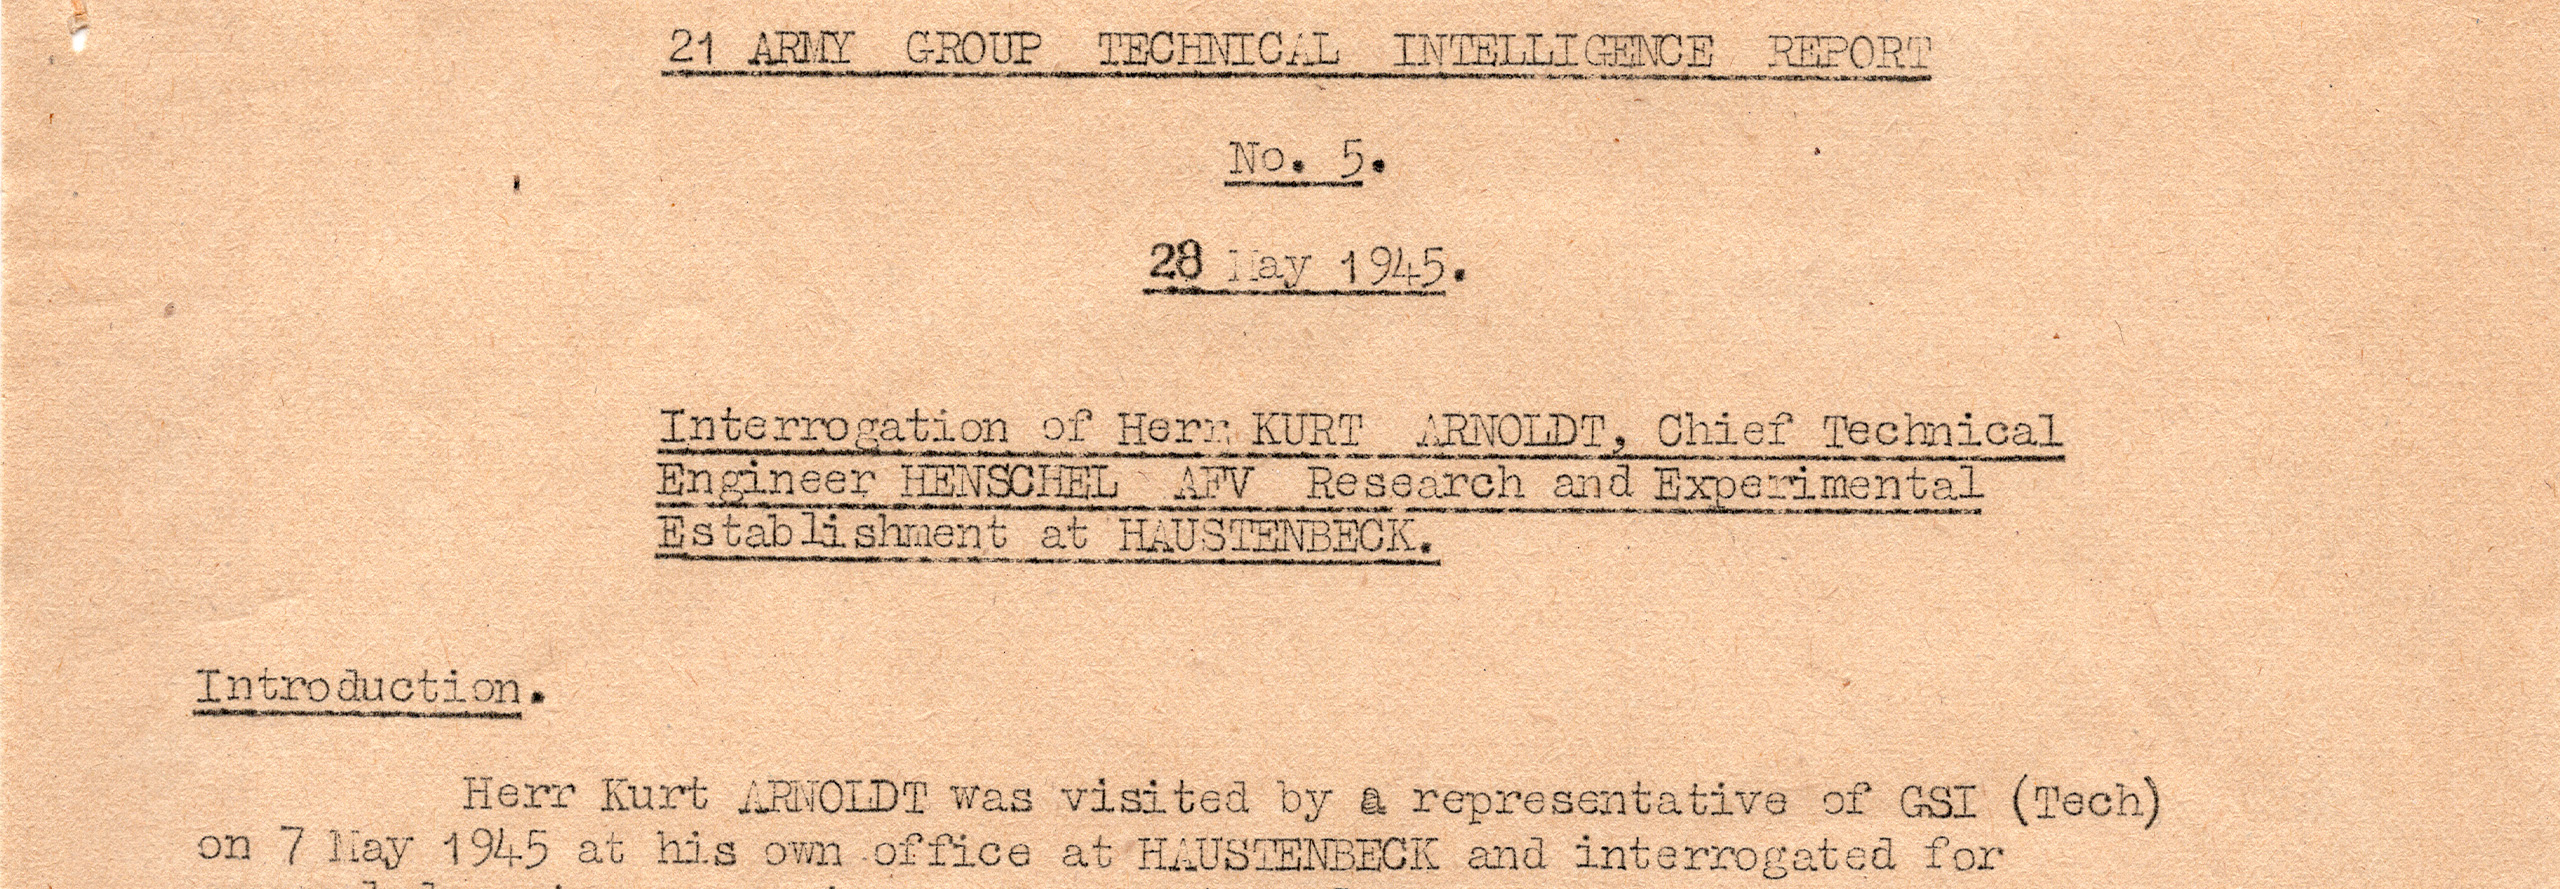 21 ARMY GROUP TECHNICAL INTELLIGENCE REPORT
No. 5.
28 May 1945.
Interrogation of Herr KURT ARNOLDT, Chief Technical
Engineer HENSCHEL AFV Research and Experimental
Establishment at HAUSTENBECK.
Introduction.
Herr Kurt ARNOLDT was visited by a representative of GSI (Tech)
on 7 May 1945 at his own office at HAUSTENBECK and interrogated for